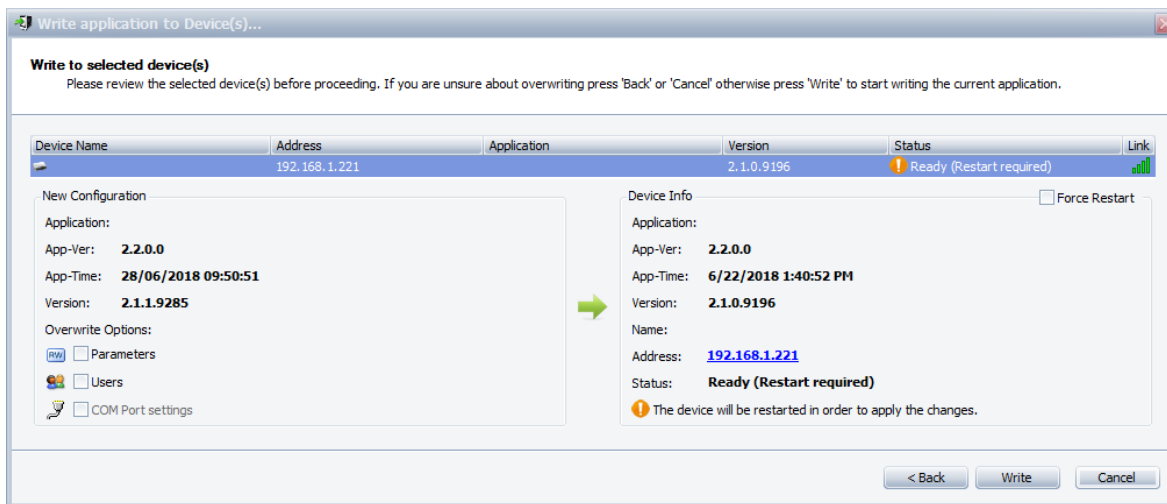 Write application to Device(s)...
Write to selected device(s)
Please review the selected device(s) before proceeding. If you are unsure about overwriting press 'Back' or 'Cancel' otherwise press 'Write' to start writing the current application.
Device Name Address Application Version Status Link
192.168.1.221 2.1.0.9196 Ready (Restart required)
New Configuration
Application:
App-Ver: 2.2.0.0
App-Time: 28/06/2018 09:50:51
Version: 2.1.1.9285
Overwrite Options:
RW Parameters
Users
COM Port settings
Device Info
Force Restart
Application:
App-Ver: 2.2.0.0
App-Time: 6/22/2018 1:40:52 PM
Version: 2.1.0.9196
Name:
Address: 192.168.1.221
Status: Ready (Restart required)
The device will be restarted in order to apply the changes.
< Back Write Cancel